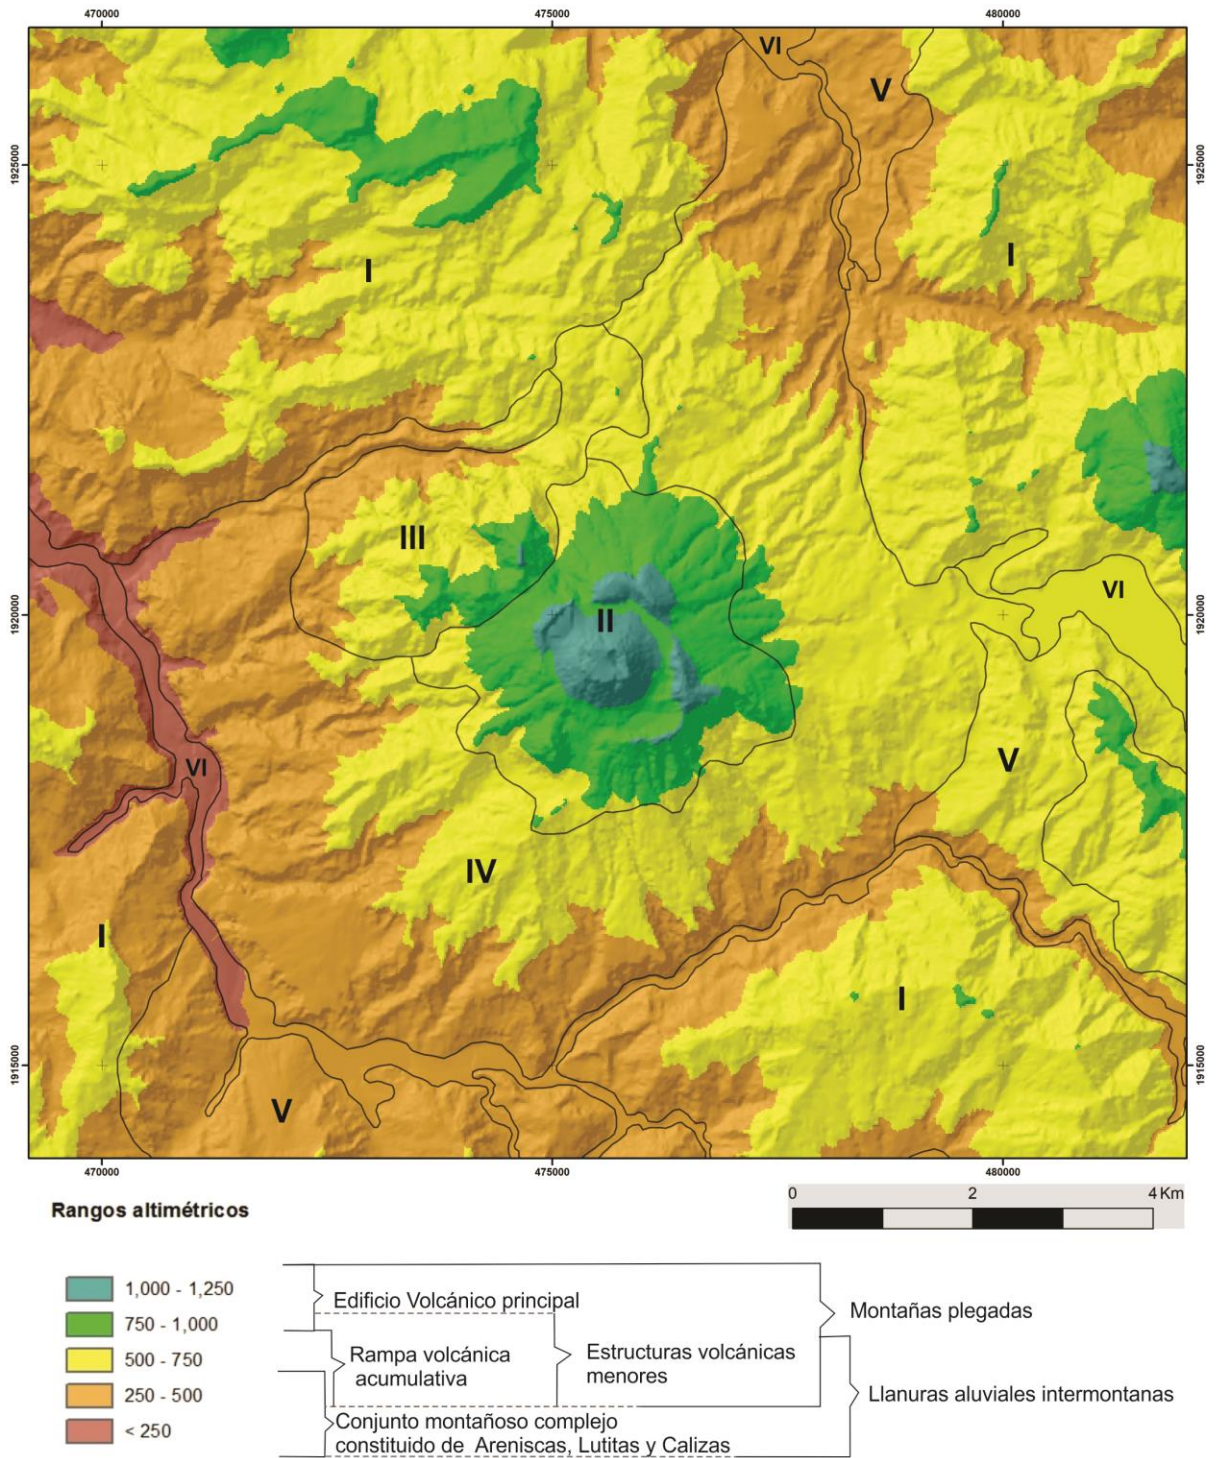 470000
475000
480000
VI
V
1925000
1925000
I
I
III
II
1920000
1920000
VI
VI
V
IV
I
I
V
1915000
1915000
470000
475000
480000
Rangos altimétricos
0 2 4 Km
1,000 - 1,250
750 - 1,000
500 - 750
250 - 500
< 250
Edificio Volcánico principal
Rampa volcánica
acumulativa
Estructuras volcánicas
menores
Conjunto montañoso complejo
constituido de Areniscas, Lutitas y Calizas
Montañas plegadas
Llanuras aluviales intermontanas